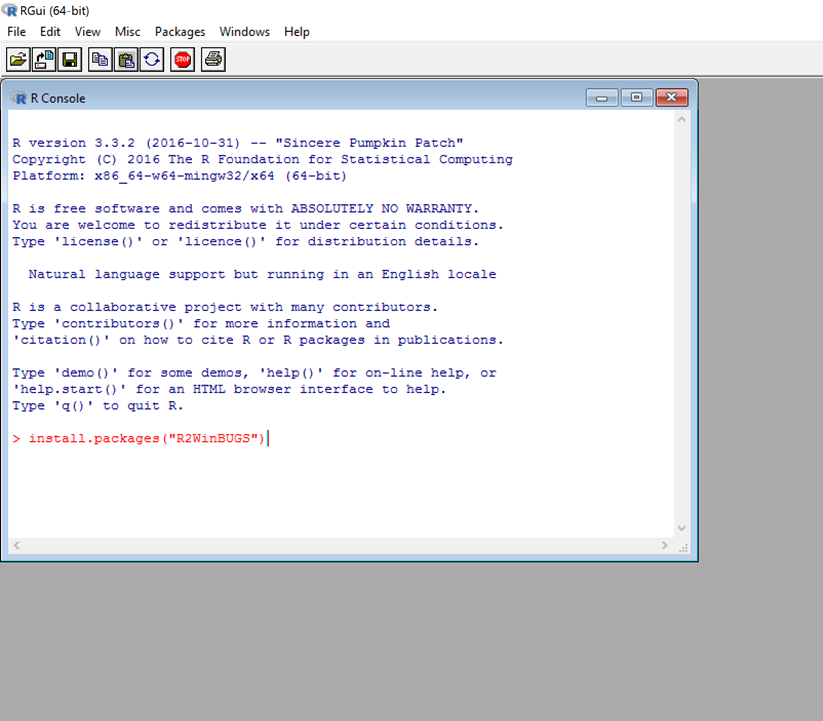 RGui (64-bit)
File Edit View Misc Packages Windows Help
STOP
R Console
R version 3.3.2 (2016-10-31) -- "Sincere Pumpkin Patch"
Copyright (C) 2016 The R Foundation for Statistical Computing
Platform: x86_64-w64-mingw32/x64 (64-bit)
R is free software and comes with ABSOLUTELY NO WARRANTY.
You are welcome to redistribute it under certain conditions.
Type 'license()' or 'licence()' for distribution details.
Natural language support but running in an English locale
R is a collaborative project with many contributors.
Type 'contributors()' for more information and
'citation()' on how to cite R or R packages in publications.
Type 'demo()' for some demos, 'help()' for on-line help, or
'help.start()' for an HTML browser interface to help.
Type 'q()' to quit R.
> install.packages("R2WinBUGS")